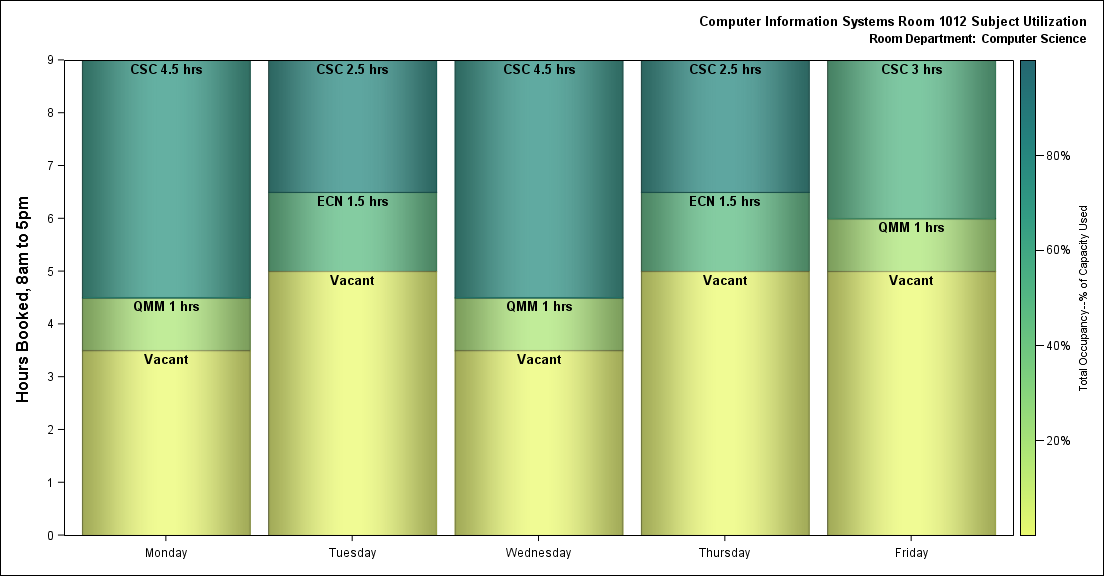 Computer Information Systems Room 1012 Subject Utilization
Room Department: Computer Science
Hours Booked, 8am to 5pm
9
8
7
6
5
4
3
2
1
0
CSC 4.5 hrs
QMM 1 hrs
Vacant
CSC 2.5 hrs
ECN 1.5 hrs
Vacant
CSC 4.5 hrs
QMM 1 hrs
Vacant
CSC 2.5 hrs
ECN 1.5 hrs
Vacant
CSC 3 hrs
QMM 1 hrs
Vacant
Monday
Tuesday
Wednesday
Thursday
Friday
80%
60%
40%
20%
Total Occupancy--% of Capacity Used